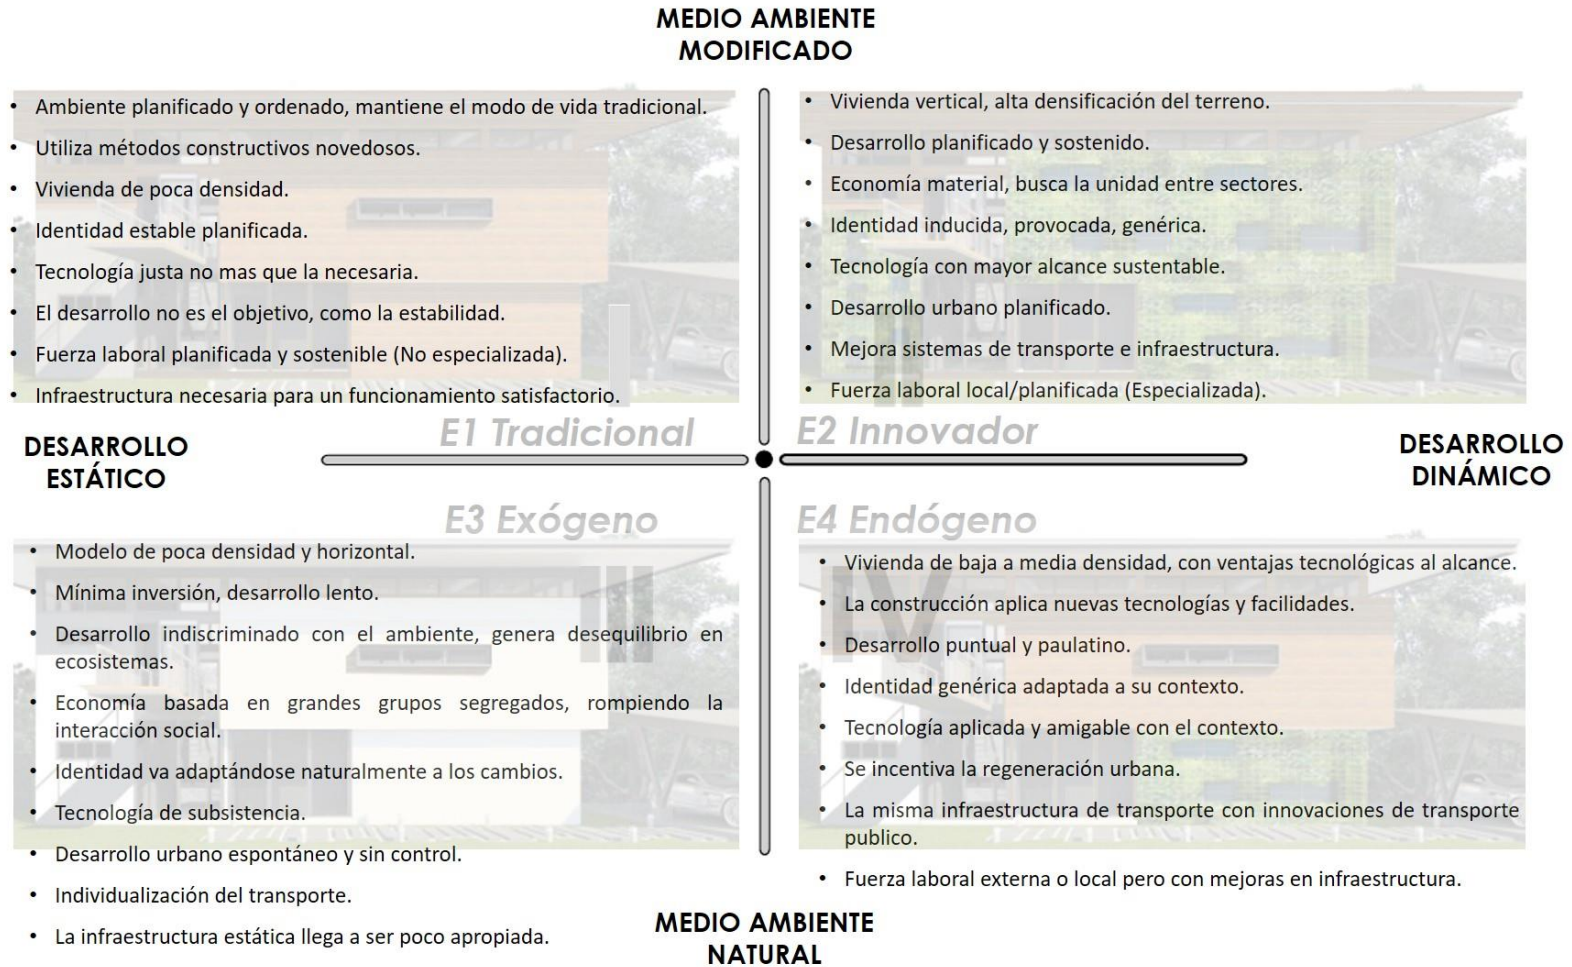 MEDIO AMBIENTE
MODIFICADO
• Ambiente planificado y ordenado, mantiene el modo de vida tradicional.
• Utiliza métodos constructivos novedosos.
• Vivienda de poca densidad.
• Identidad estable planificada.
• Tecnología justa no mas que la necesaria.
• El desarrollo no es el objetivo, como la estabilidad.
• Fuerza laboral planificada y sostenible (No especializada).
• Infraestructura necesaria para un funcionamiento satisfactorio.
I
E1 Tradicional
• Vivienda vertical, alta densificación del terreno.
• Desarrollo planificado y sostenido.
• Economía material, busca la unidad entre sectores.
• Identidad inducida, provocada, genérica.
• Tecnología con mayor alcance sustentable.
• Desarrollo urbano planificado.
• Mejora sistemas de transporte e infraestructura.
• Fuerza laboral local/planificada (Especializada).
II
E2 Innovador
DESARROLLO
ESTÁTICO
DESARROLLO
DINÁMICO
E3 Exógeno
• Modelo de poca densidad y horizontal.
• Mínima inversión, desarrollo lento.
• Desarrollo indiscriminado con el ambiente, genera desequilibrio en
ecosistemas.
• Economía basada en grandes grupos segregados, rompiendo la
interacción social.
• Identidad va adaptándose naturalmente a los cambios.
• Tecnología de subsistencia.
• Desarrollo urbano espontáneo y sin control.
• Individualización del transporte.
• La infraestructura estática llega a ser poco apropiada.
III
E4 Endógeno
• Vivienda de baja a media densidad, con ventajas tecnológicas al alcance.
• La construcción aplica nuevas tecnologías y facilidades.
• Desarrollo puntual y paulatino.
• Identidad genérica adaptada a su contexto.
• Tecnología aplicada y amigable con el contexto.
• Se incentiva la regeneración urbana.
• La misma infraestructura de transporte con innovaciones de transporte
publico.
• Fuerza laboral externa o local pero con mejoras en infraestructura.
IV
MEDIO AMBIENTE
NATURAL